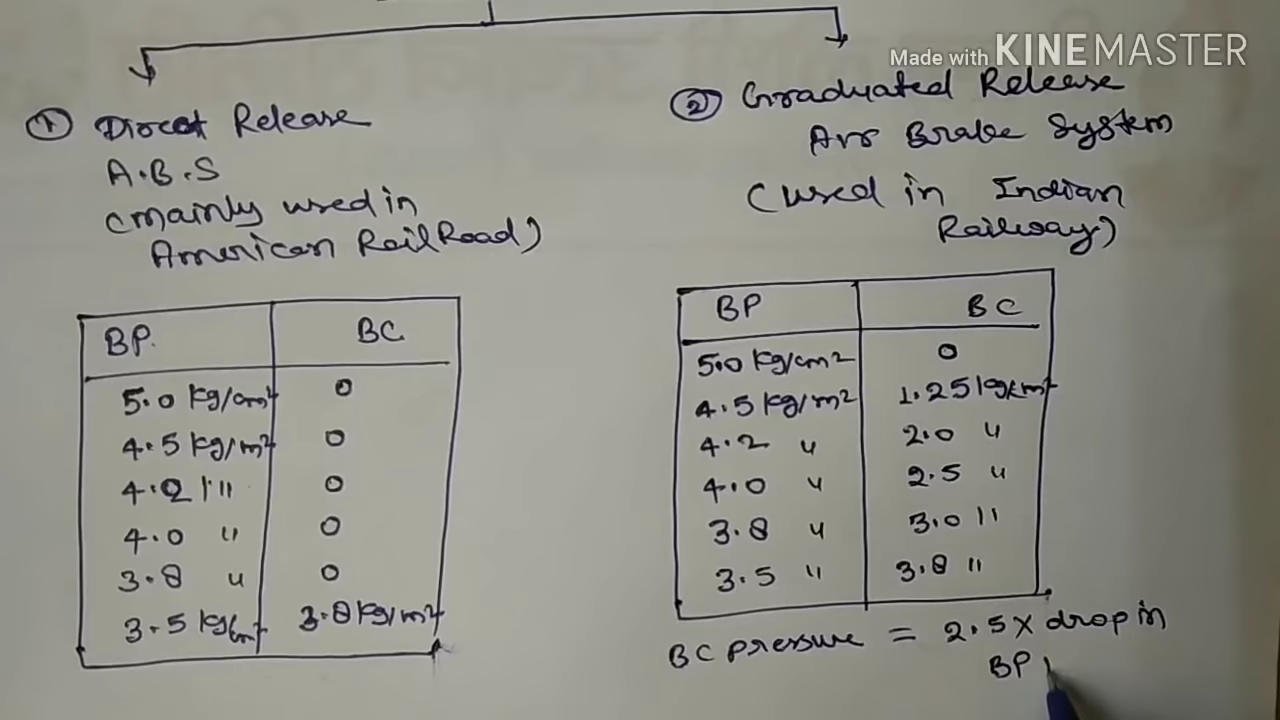 Made with KINEMASTER
① Direct Release
A.B.S
(mainly used in
American RailRoad)
BP. BC
5.0 kg/cm² 0
4.5 kg/m² 0
4.2 " 0
4.0 " 0
3.8 " 0
3.5 kg/m² 3.8 kg/m²
② Graduated Release
Air Brake System
(used in Indian
Railway)
BP BC
5.0 kg/cm² 0
4.5 kg/m² 1.25 kg/cm²
4.2 " 2.0 "
4.0 " 2.5 "
3.8 " 3.0 "
3.5 " 3.8 "
BC pressure = 2.5 x drop in
BP